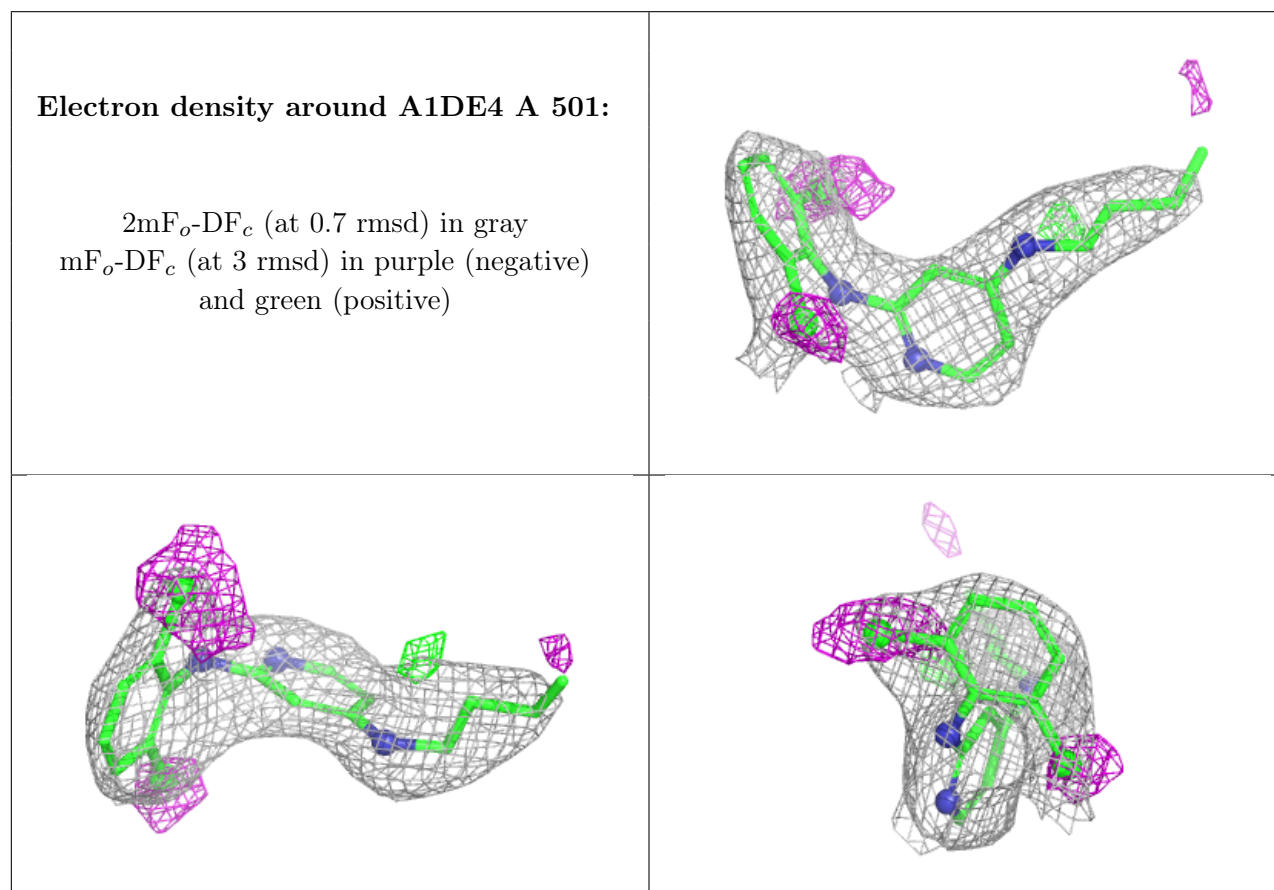 Electron density around A1DE4 A 501:
2mFₒ-DF𝒸 (at 0.7 rmsd) in gray
mFₒ-DF𝒸 (at 3 rmsd) in purple (negative)
and green (positive)